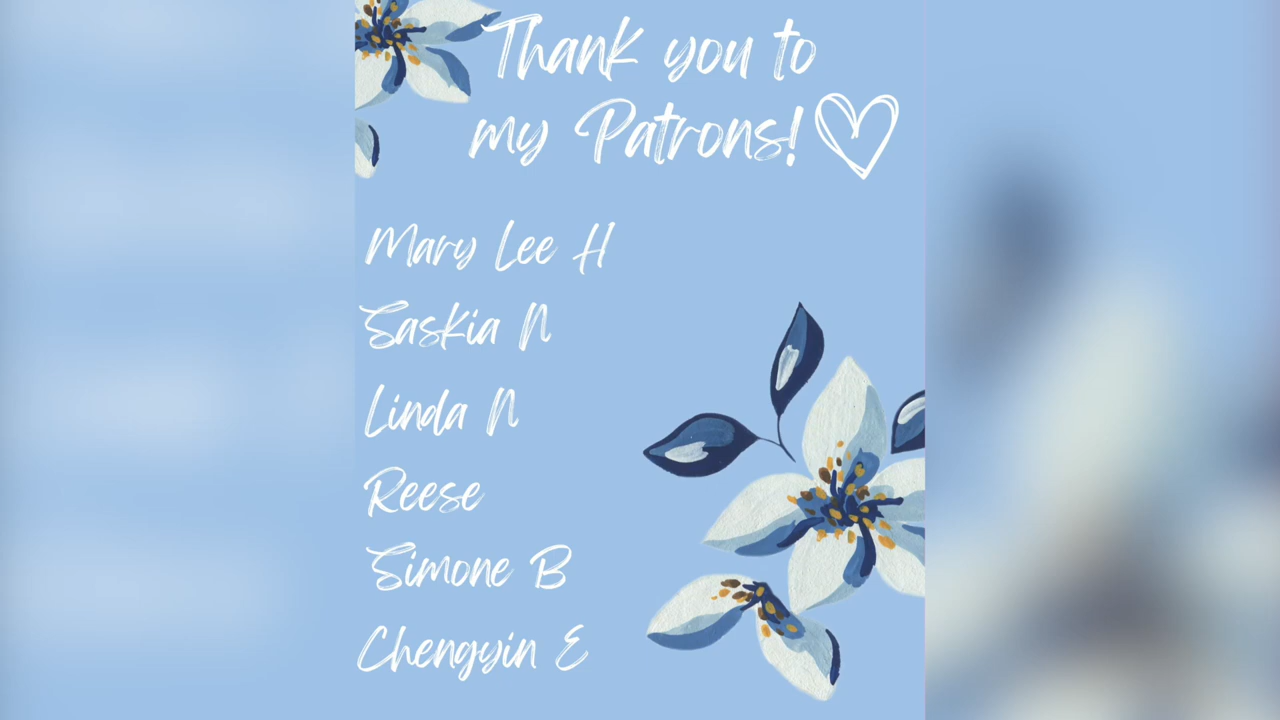 Thank you to
my Patrons!
Mary Lee H
Saskia N
Linda N
Reese
Simone B
Chengyin E